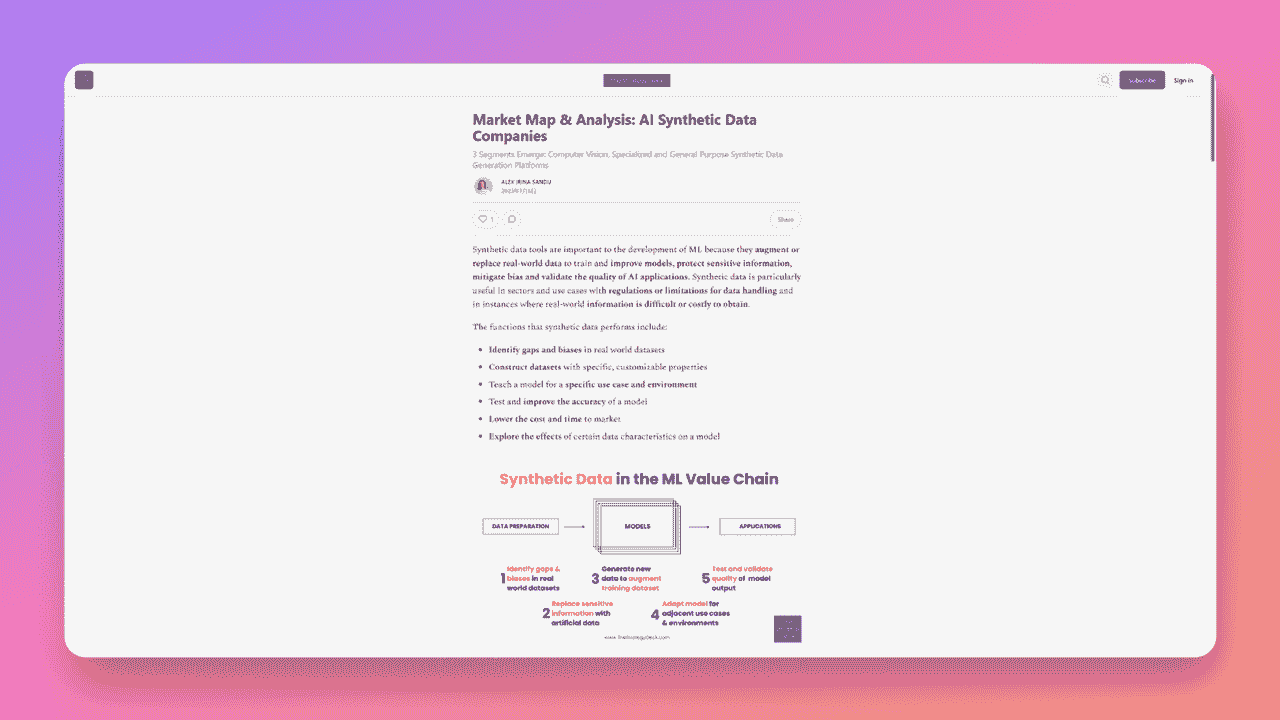 Subscribe
Sign in
Market Map & Analysis: AI Synthetic Data
Companies
3 Segments Emerge: Computer Vision, Specialized and General Purpose Synthetic Data
Generation Platforms
ALEX IRINA SANDU
1
Share
Synthetic data tools are important to the development of ML because they augment or
replace real-world data to train and improve models, protect sensitive information,
mitigate bias and validate the quality of AI applications. Synthetic data is particularly
useful in sectors and use cases with regulations or limitations for data handling and
in instances where real-world information is difficult or costly to obtain.
The functions that synthetic data performs include:
Identify gaps and biases in real world datasets
Construct datasets with specific, customizable properties
Teach a model for a specific use case and environment
Test and improve the accuracy of a model
Lower the cost and time to market
Explore the effects of certain data characteristics on a model
Synthetic Data in the ML Value Chain
DATA PREPARATION
MODELS
APPLICATIONS
1 Identify gaps &
biases in real
world datasets
3 Generate new
data to augment
training dataset
5 Test and validate
quality of model
output
2 Replace sensitive
information with
artificial data
4 Adapt model for
adjacent use cases
& environments
www.thestrategydeck.com